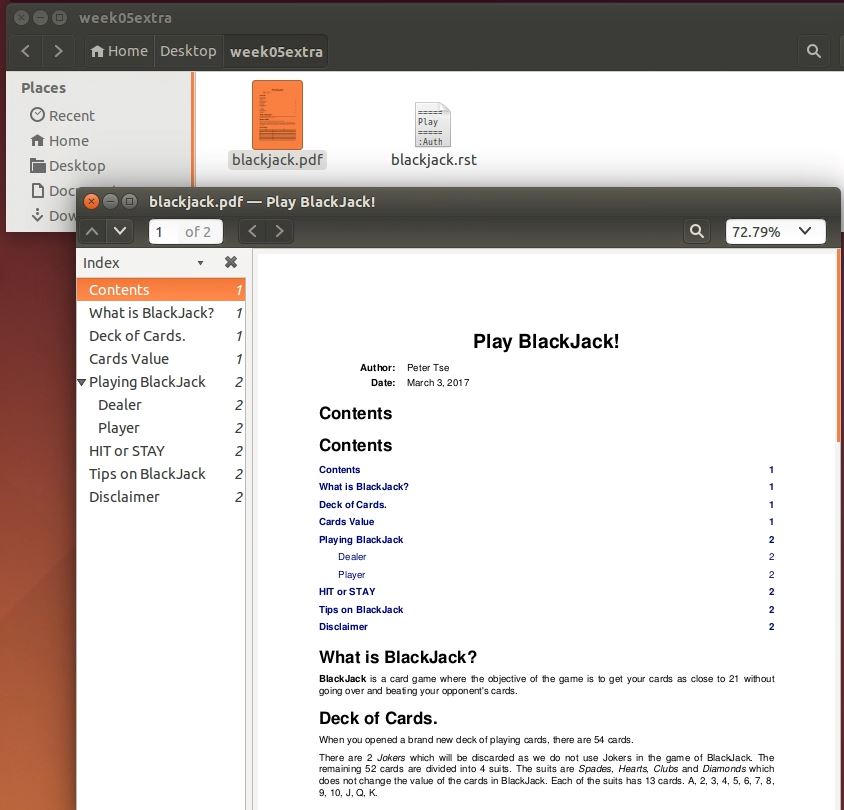 week05extra
Home Desktop week05extra
Places
Recent
Home
Desktop
Doc
Dow
=====
Play
=====
:Auth
blackjack.pdf
blackjack.rst
blackjack.pdf — Play BlackJack!
1 of 2
72.79%
Index
Contents 1
What is BlackJack? 1
Deck of Cards. 1
Cards Value 1
Playing BlackJack 2
Dealer 2
Player 2
HIT or STAY 2
Tips on BlackJack 2
Disclaimer 2
Play BlackJack!
Author: Peter Tse
Date: March 3, 2017
Contents
Contents
Contents 1
What is BlackJack? 1
Deck of Cards. 1
Cards Value 1
Playing BlackJack 2
Dealer 2
Player 2
HIT or STAY 2
Tips on BlackJack 2
Disclaimer 2
What is BlackJack?
BlackJack is a card game where the objective of the game is to get your cards as close to 21 without
going over and beating your opponent's cards.
Deck of Cards.
When you opened a brand new deck of playing cards, there are 54 cards.
There are 2 Jokers which will be discarded as we do not use Jokers in the game of BlackJack. The
remaining 52 cards are divided into 4 suits. The suits are Spades, Hearts, Clubs and Diamonds which
does not change the value of the cards in BlackJack. Each of the suits has 13 cards. A, 2, 3, 4, 5, 6, 7, 8,
9, 10, J, Q, K.